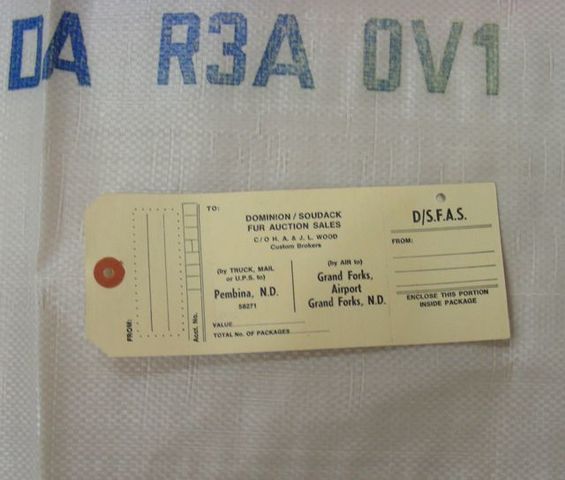 DA R3A 0V1
TO:
DOMINION / SOUDACK
FUR AUCTION SALES
C/O H. A. & J. L. WOOD
Custom Brokers
(by TRUCK, MAIL
or U.P.S. to)
Pembina, N.D.
58271
(by AIR to)
Grand Forks,
Airport
Grand Forks, N.D.
VALUE
TOTAL No. OF PACKAGES
FROM:
Acct. No.
D/S.F.A.S.
FROM:
ENCLOSE THIS PORTION
INSIDE PACKAGE